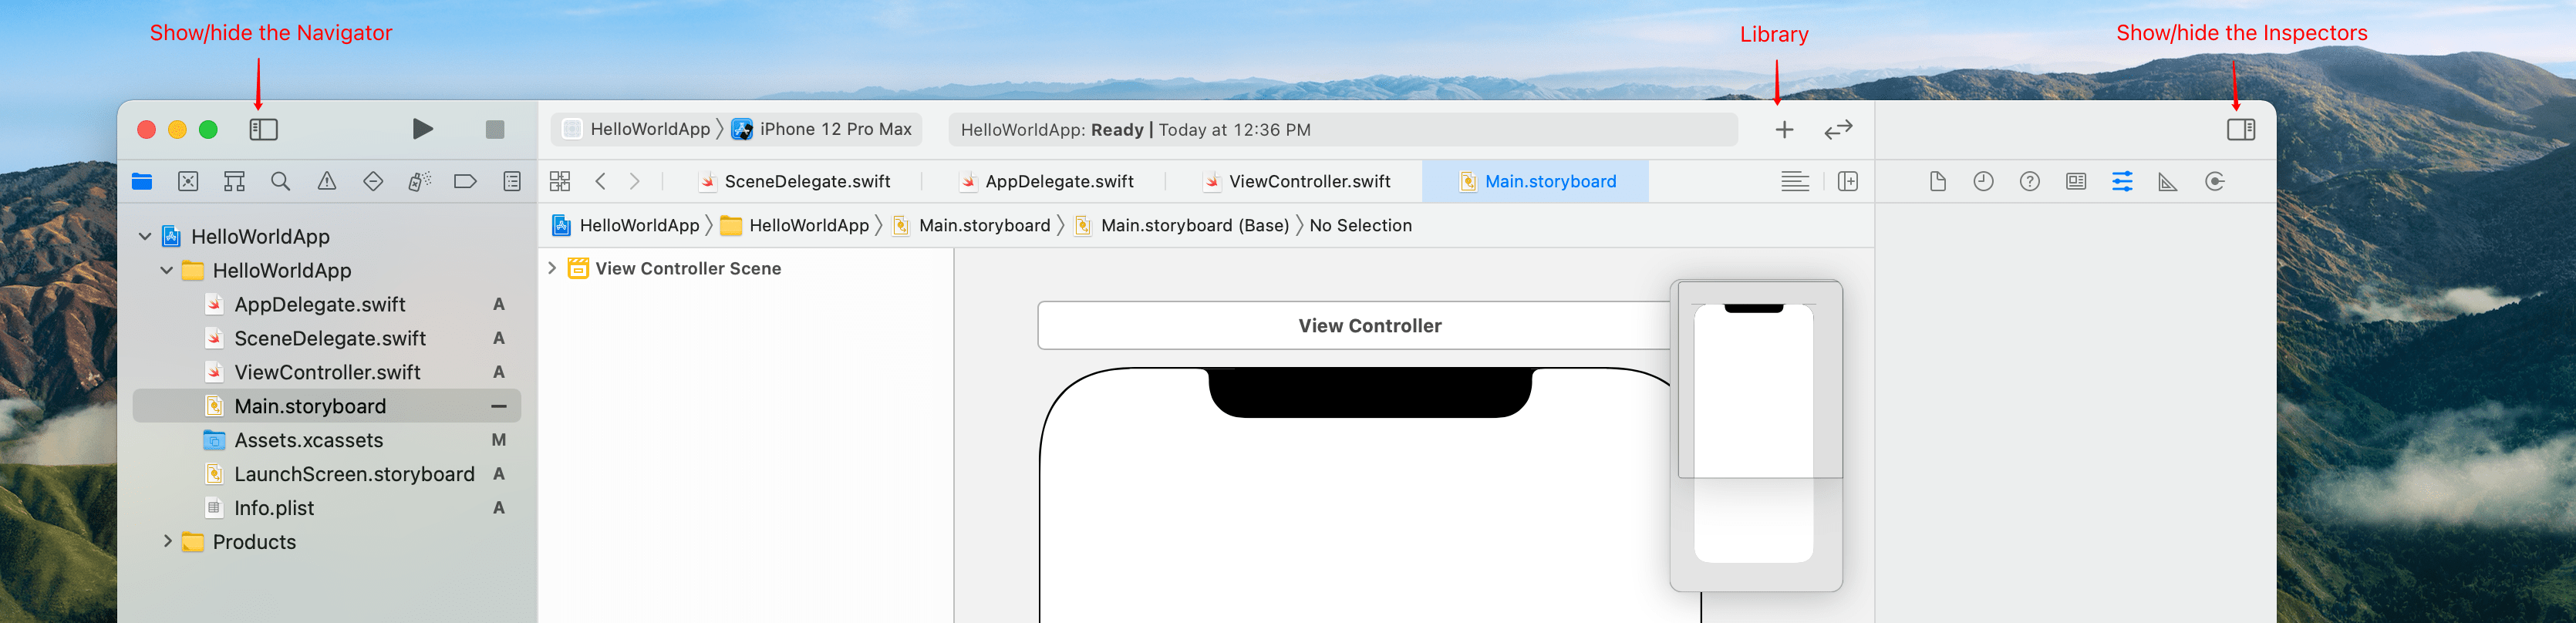 Show/hide the Navigator
Library
Show/hide the Inspectors
HelloWorldApp 〉 iPhone 12 Pro Max
HelloWorldApp: Ready | Today at 12:36 PM
SceneDelegate.swift
AppDelegate.swift
ViewController.swift
Main.storyboard
HelloWorldApp 〉 HelloWorldApp 〉 Main.storyboard 〉 Main.storyboard (Base) 〉 No Selection
HelloWorldApp
HelloWorldApp
AppDelegate.swift A
SceneDelegate.swift A
ViewController.swift A
Main.storyboard –
Assets.xcassets M
LaunchScreen.storyboard A
Info.plist A
Products
View Controller Scene
View Controller